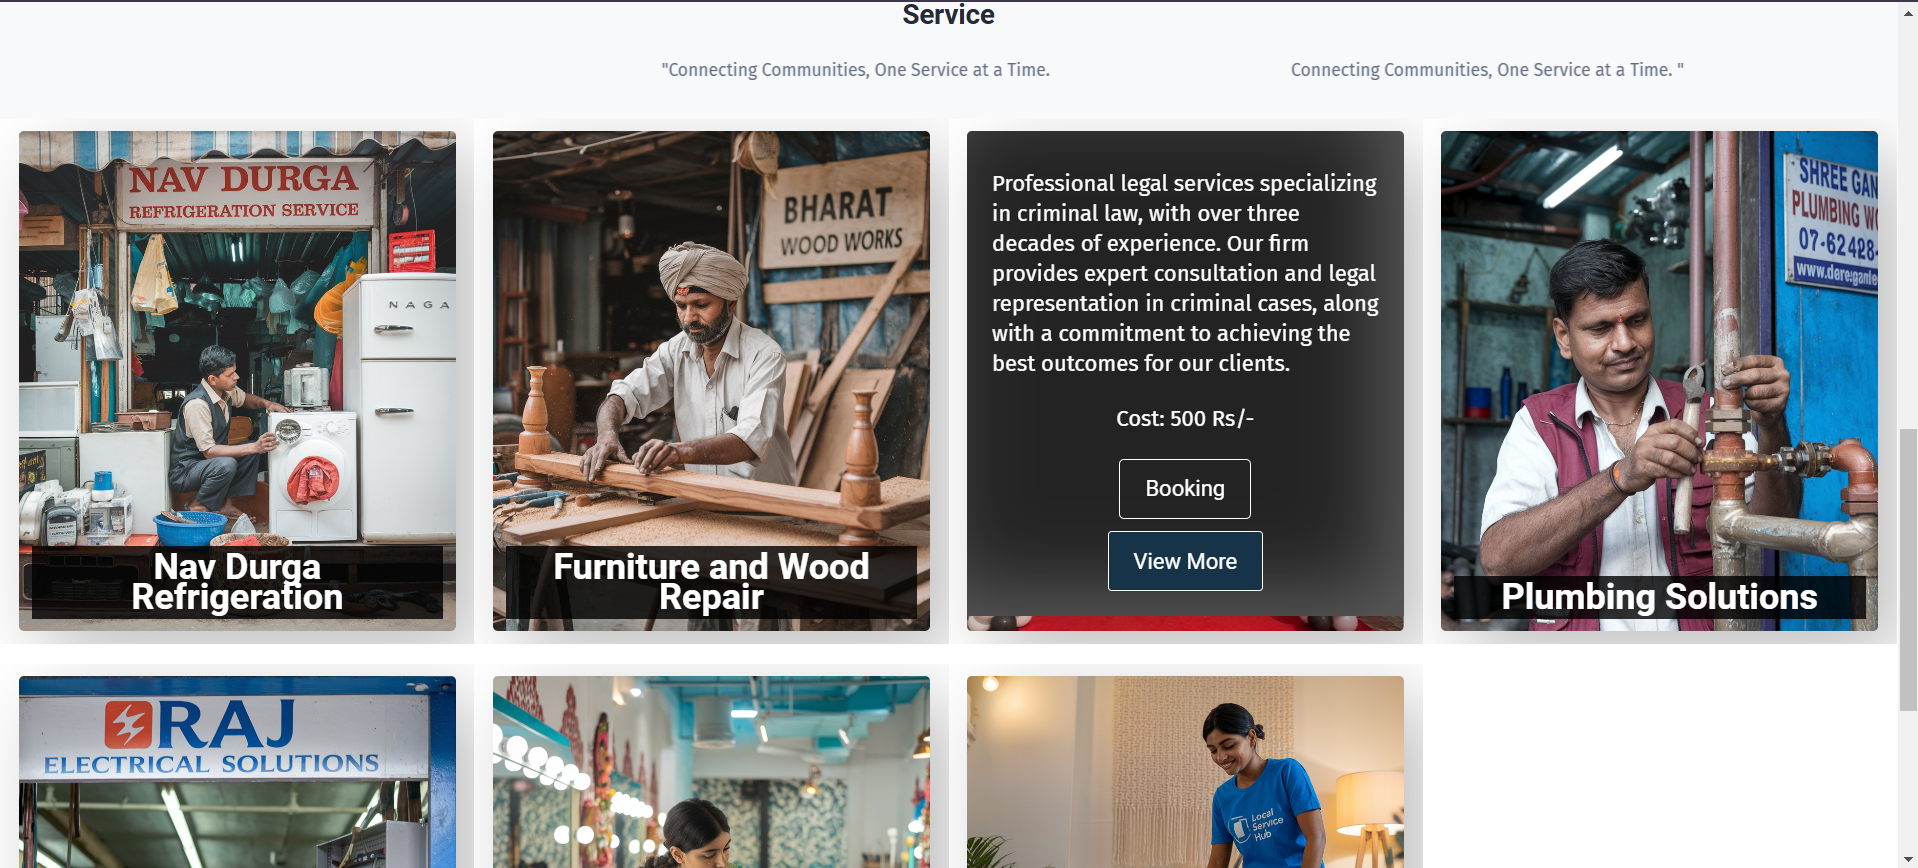 Service
"Connecting Communities, One Service at a Time.
Connecting Communities, One Service at a Time. "
NAV DURGA
REFRIGERATION SERVICE
NAGA
Nav Durga
Refrigeration
BHARAT
WOOD WORKS
Furniture and Wood
Repair
Professional legal services specializing
in criminal law, with over three
decades of experience. Our firm
provides expert consultation and legal
representation in criminal cases, along
with a commitment to achieving the
best outcomes for our clients.
Cost: 500 Rs/-
Booking
View More
SHREE GAN
PLUMBING WO
07-62428-
Plumbing Solutions
RAJ
ELECTRICAL SOLUTIONS
Local
Service
Hub